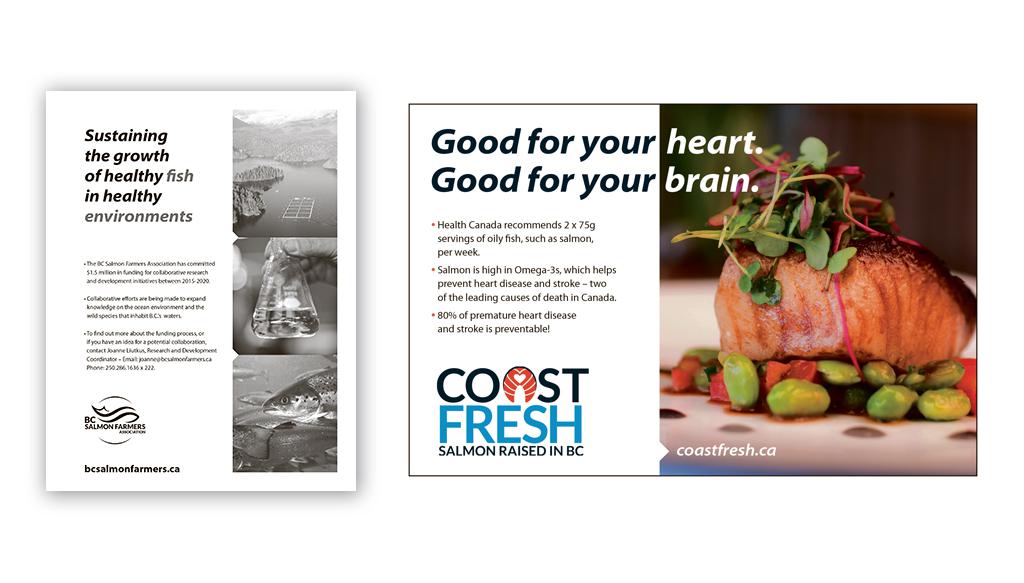 Sustaining
the growth
of healthy fish
in healthy
environments
• The BC Salmon Farmers Association has committed
$1.5 million in funding for collaborative research
and development initiatives between 2015-2020.
• Collaborative efforts are being made to expand
knowledge on the ocean environment and the
wild species that inhabit B.C.'s waters.
• To find out more about the funding process, or
if you have an idea for a potential collaboration,
contact Joanne Liutkus, Research and Development
Coordinator • Email: joanne@bcsalmonfarmers.ca
Phone: 250.286.1636 x 222.
BC
SALMON FARMERS
ASSOCIATION
bcsalmonfarmers.ca
Good for your heart.
Good for your brain.
• Health Canada recommends 2 x 75g
servings of oily fish, such as salmon,
per week.
• Salmon is high in Omega-3s, which helps
prevent heart disease and stroke – two
of the leading causes of death in Canada.
• 80% of premature heart disease
and stroke is preventable!
COAST
FRESH
SALMON RAISED IN BC
coastfresh.ca